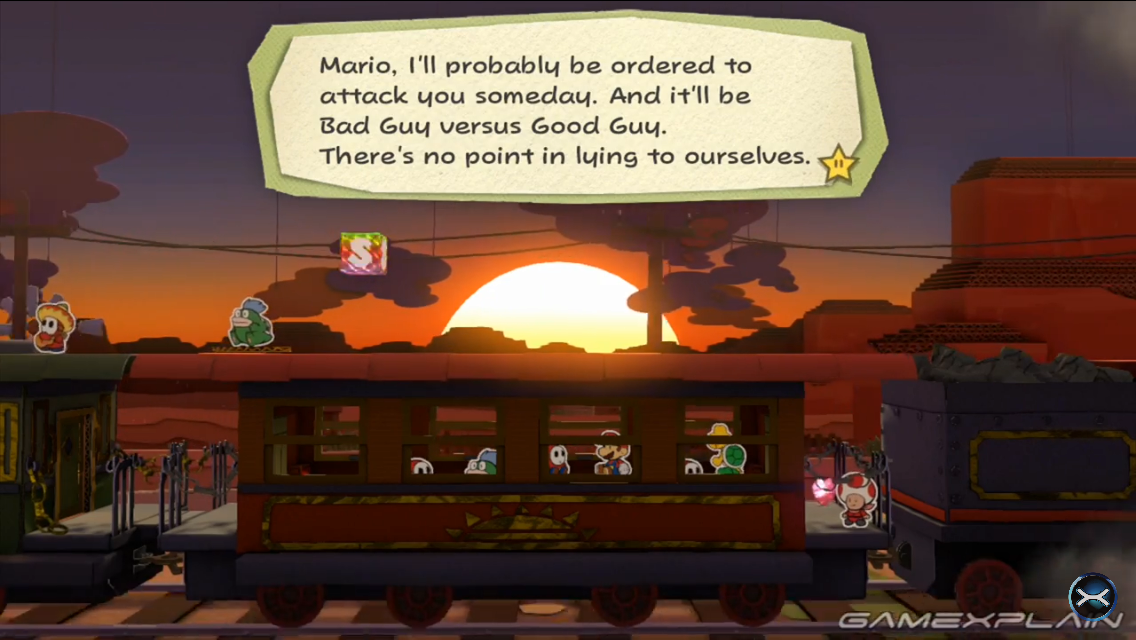 Mario, I'll probably be ordered to
attack you someday. And it'll be
Bad Guy versus Good Guy.
There's no point in lying to ourselves.
S
GAMEXPLAIN